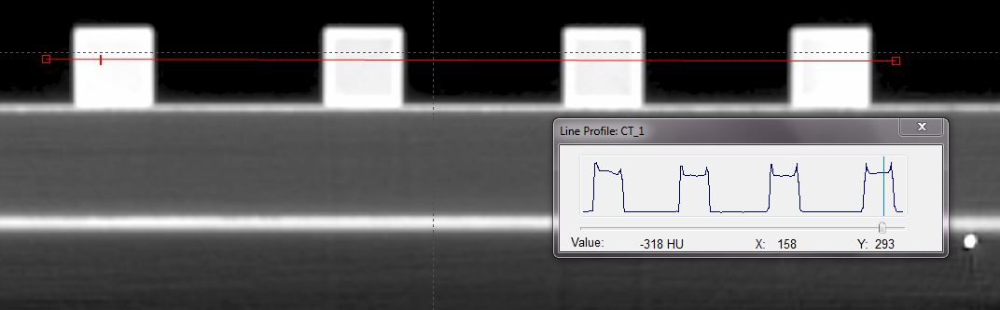 Line Profile: CT_1
Value: -318 HU X: 158 Y: 293